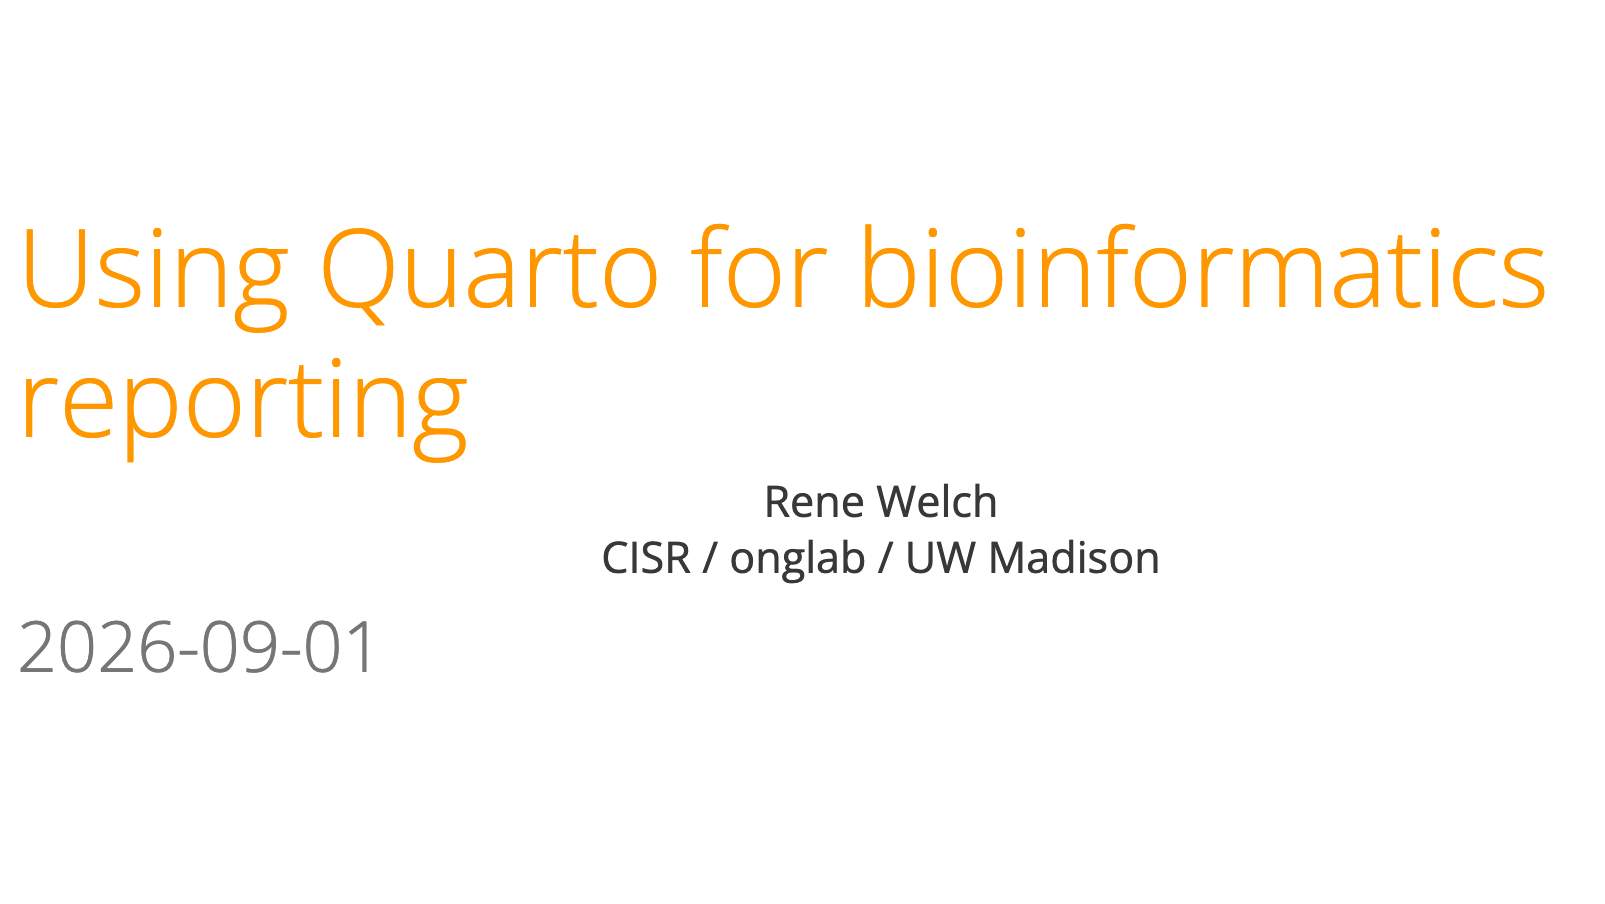 Using Quarto for bioinformatics
reporting
Rene Welch
CISR / onglab / UW Madison
2026-09-01